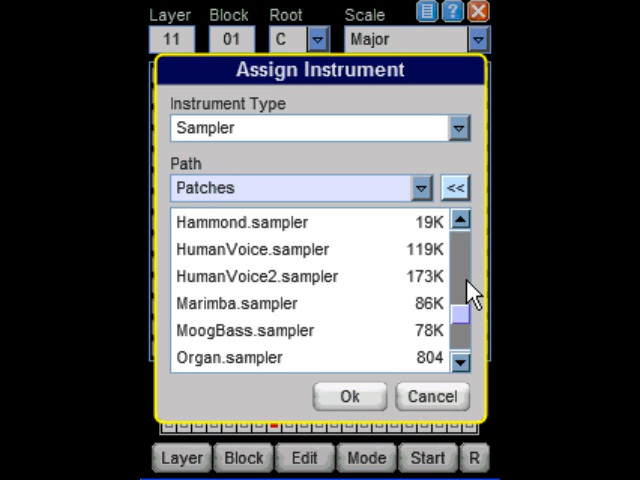 Layer Block Root Scale ?
11 01 C Major
Assign Instrument
Instrument Type
Sampler
Path
Patches <<
Hammond.sampler 19K
HumanVoice.sampler 119K
HumanVoice2.sampler 173K
Marimba.sampler 86K
MoogBass.sampler 78K
Organ.sampler 804
Ok Cancel
Layer Block Edit Mode Start R